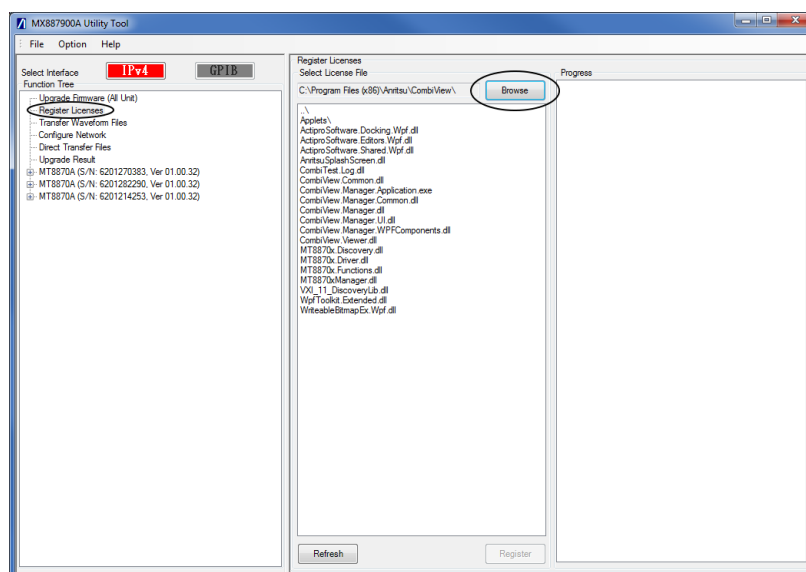 MX887900A Utility Tool
File Option Help
Select Interface IPv4 GPIB
Function Tree
Upgrade Firmware (All Unit)
Register Licenses
Transfer Waveform Files
Configure Network
Direct Transfer Files
Upgrade Result
MT8870A (S/N: 6201270383, Ver 01.00.32)
MT8870A (S/N: 6201282290, Ver 01.00.32)
MT8870A (S/N: 6201214253, Ver 01.00.32)
Register Licenses
Select License File
C:\Program Files (x86)\Anritsu\CombiView\ Browse
..\
Applets\
ActiproSoftware.Docking.Wpf.dll
ActiproSoftware.Editors.Wpf.dll
ActiproSoftware.Shared.Wpf.dll
AnritsuSplashScreen.dll
CombiTest.Log.dll
CombiView.Common.dll
CombiView.Manager.Application.exe
CombiView.Manager.Common.dll
CombiView.Manager.dll
CombiView.Manager.UI.dll
CombiView.Manager.WPFComponents.dll
CombiView.Viewer.dll
MT8870x.Discovery.dll
MT8870x.Driver.dll
MT8870x.Functions.dll
MT8870xManager.dll
VXI_11_DiscoveryLib.dll
WpfToolkit.Extended.dll
WriteableBitmapEx.Wpf.dll
Refresh Register
Progress